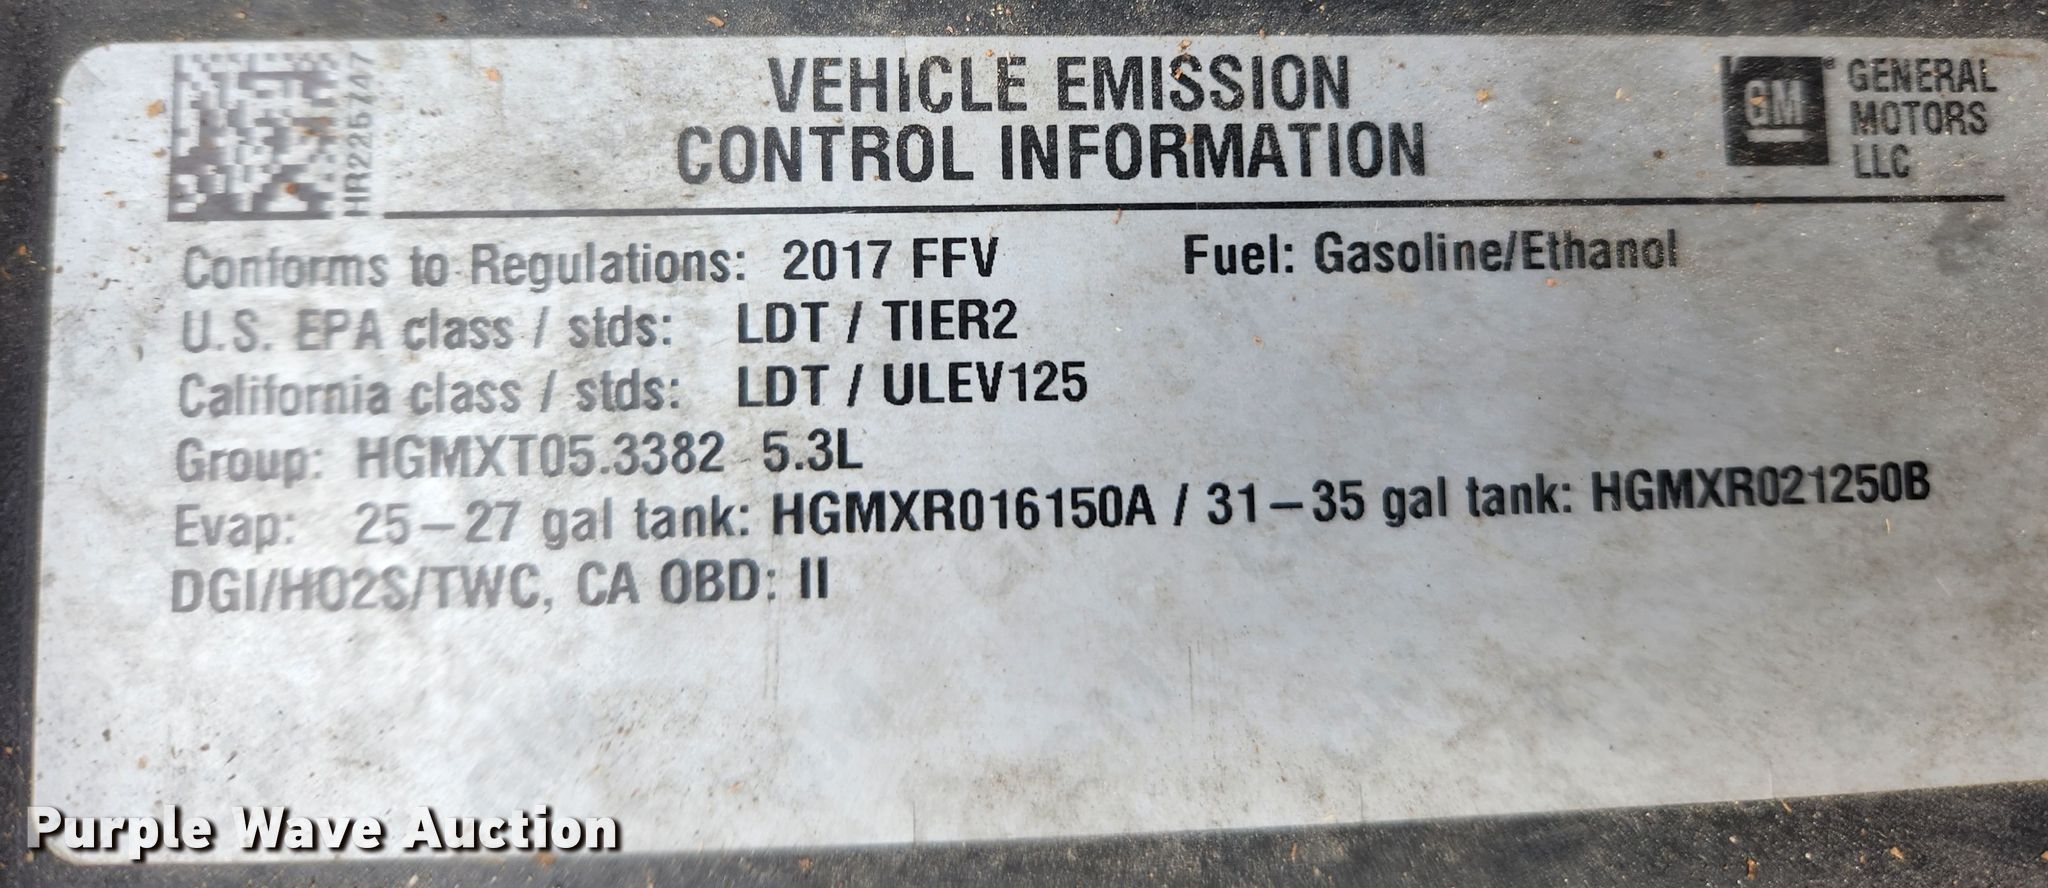 HR226747
VEHICLE EMISSION
CONTROL INFORMATION
GM
GENERAL
MOTORS
LLC
Conforms to Regulations: 2017 FFV Fuel: Gasoline/Ethanol
U.S. EPA class / stds: LDT / TIER2
California class / stds: LDT / ULEV125
Group: HGMXT05.3382 5.3L
Evap: 25-27 gal tank: HGMXR016150A / 31-35 gal tank: HGMXR021250B
DGI/HO2S/TWC, CA OBD: II
Purple Wave Auction